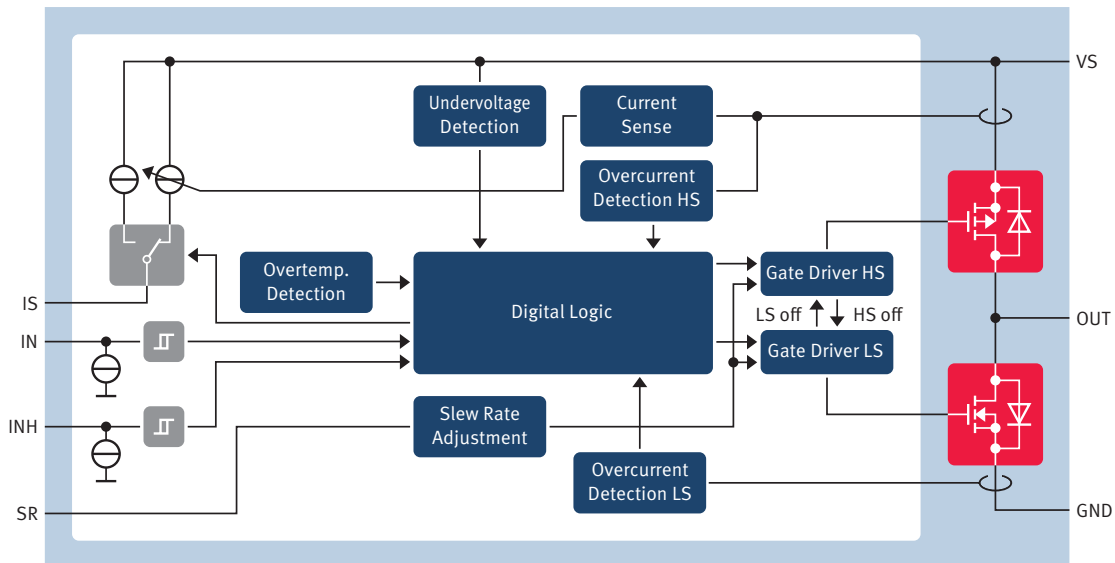 VS
Undervoltage
Detection
Current
Sense
Overcurrent
Detection HS
Overtemp.
Detection
Digital Logic
Gate Driver HS
IS
LS off
HS off
OUT
IN
Gate Driver LS
INH
Slew Rate
Adjustment
Overcurrent
Detection LS
SR
GND